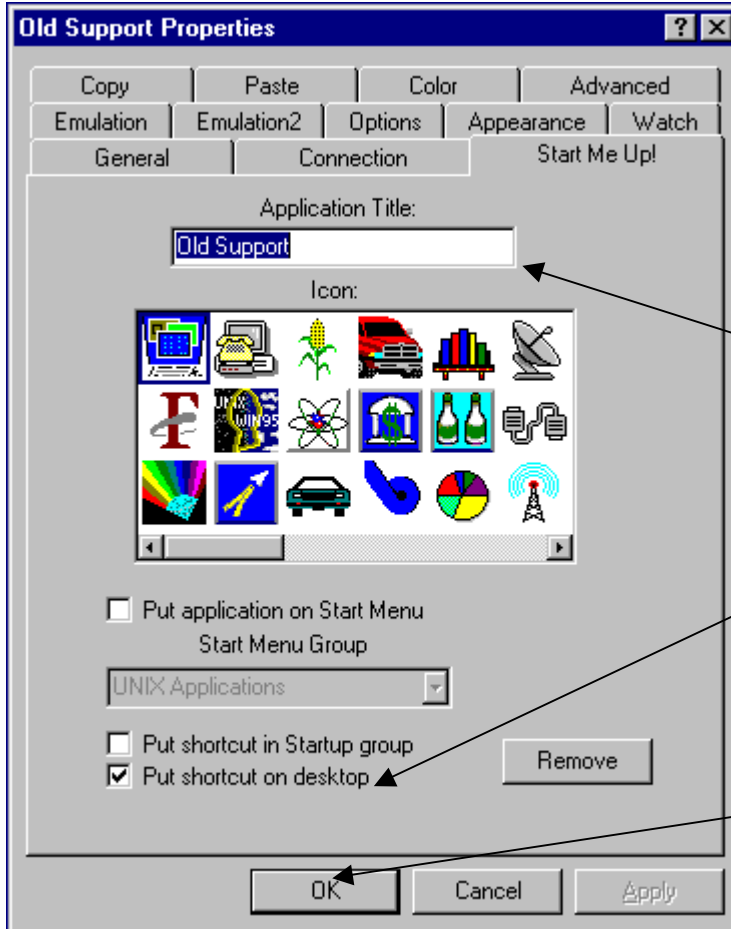 Old Support Properties
Copy Paste Color Advanced
Emulation Emulation2 Options Appearance Watch
General Connection Start Me Up!
Application Title:
Old Support
Icon:
UNIX
WIN95
Put application on Start Menu
Start Menu Group
UNIX Applications
Put shortcut in Startup group
Put shortcut on desktop
Remove
OK Cancel Apply